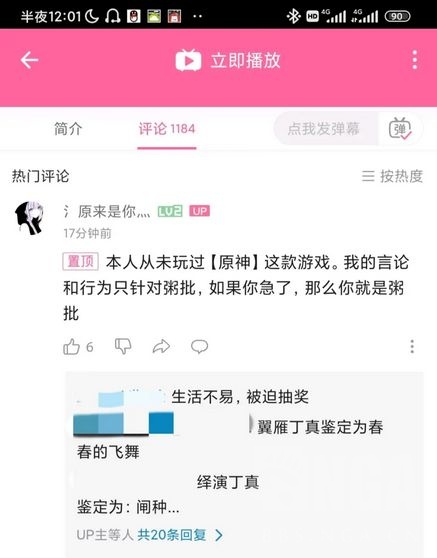 半夜12:01
HD 4G 4G 90
立即播放
简介
评论 1184
点我发弹幕
弹
热门评论
按热度
氵原来是你灬 LV2 UP
17分钟前
置顶 本人从未玩过【原神】这款游戏。我的言论
和行为只针对粥批，如果你急了，那么你就是粥
批
6
生活不易，被迫抽奖
翼雁丁真鉴定为春
春的飞舞
绎演丁真
鉴定为：闸种...
UP主等人 共20条回复 >